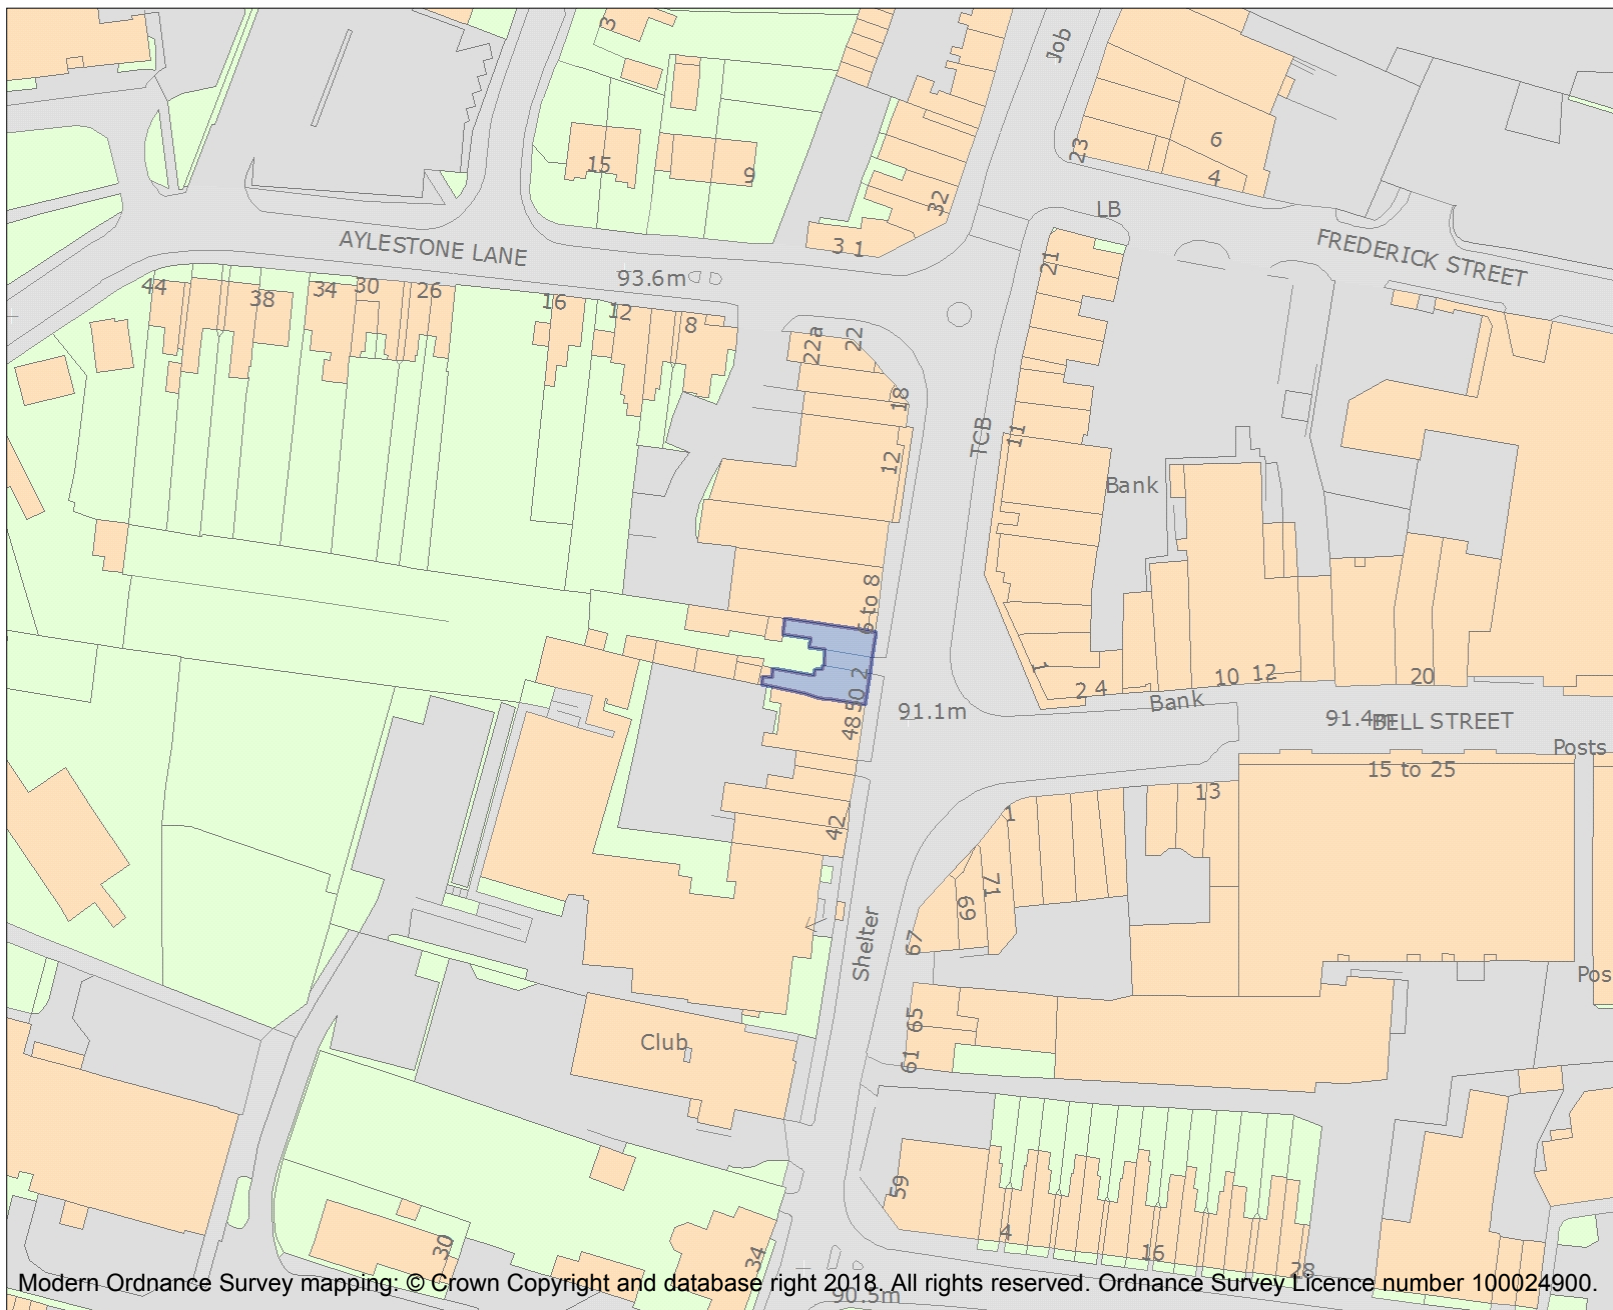 3
Job
15
9
23
6
4
32
LB
3 1
AYLESTONE LANE
FREDERICK STREET
93.6m
21
44
38
34
30
26
16
12
8
22a
22
18
12
TCB
11
Bank
6 to 8
2
50
48
1
2 4
10 12
20
Bank
91.1m
91.4m
BELL STREET
Posts
15 to 25
13
1
42
71
69
67
Shelter
Pos
65
61
Club
59
4
16
28
30
34
90.5m
Modern Ordnance Survey mapping: © Crown Copyright and database right 2018. All rights reserved. Ordnance Survey Licence number 100024900.